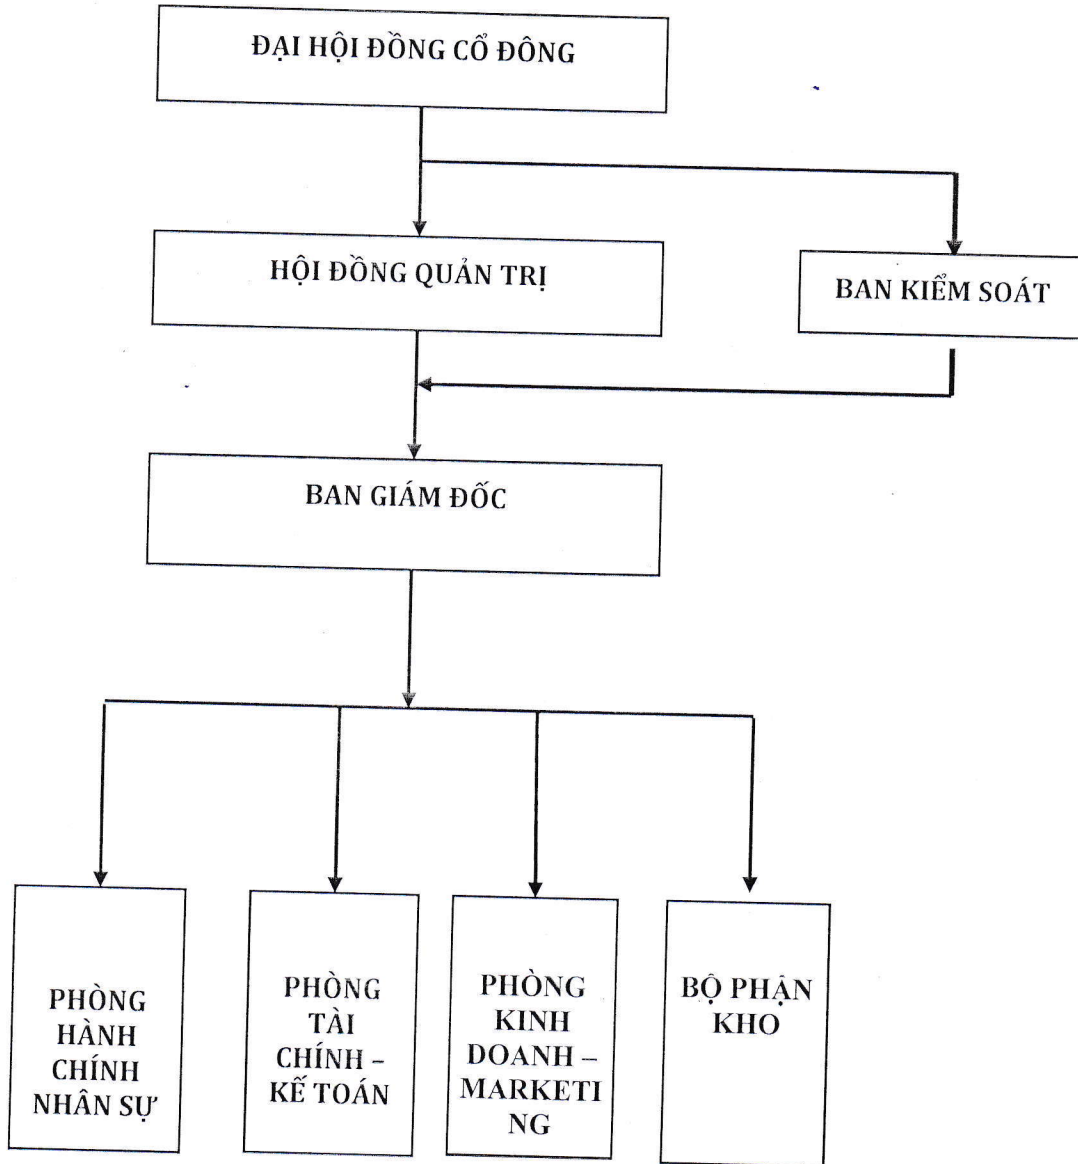 ĐẠI HỘI ĐỒNG CỔ ĐÔNG
HỘI ĐỒNG QUẢN TRỊ
BAN KIỂM SOÁT
BAN GIÁM ĐỐC
PHÒNG
HÀNH
CHÍNH
NHÂN SỰ
PHÒNG
TÀI
CHÍNH –
KẾ TOÁN
PHÒNG
KINH
DOANH –
MARKETI
NG
BỘ PHẬN
KHO